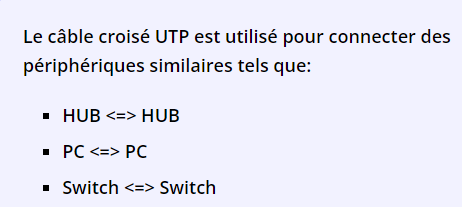 Le câble croisé UTP est utilisé pour connecter des
périphériques similaires tels que:
▪ HUB <=> HUB
▪ PC <=> PC
▪ Switch <=> Switch